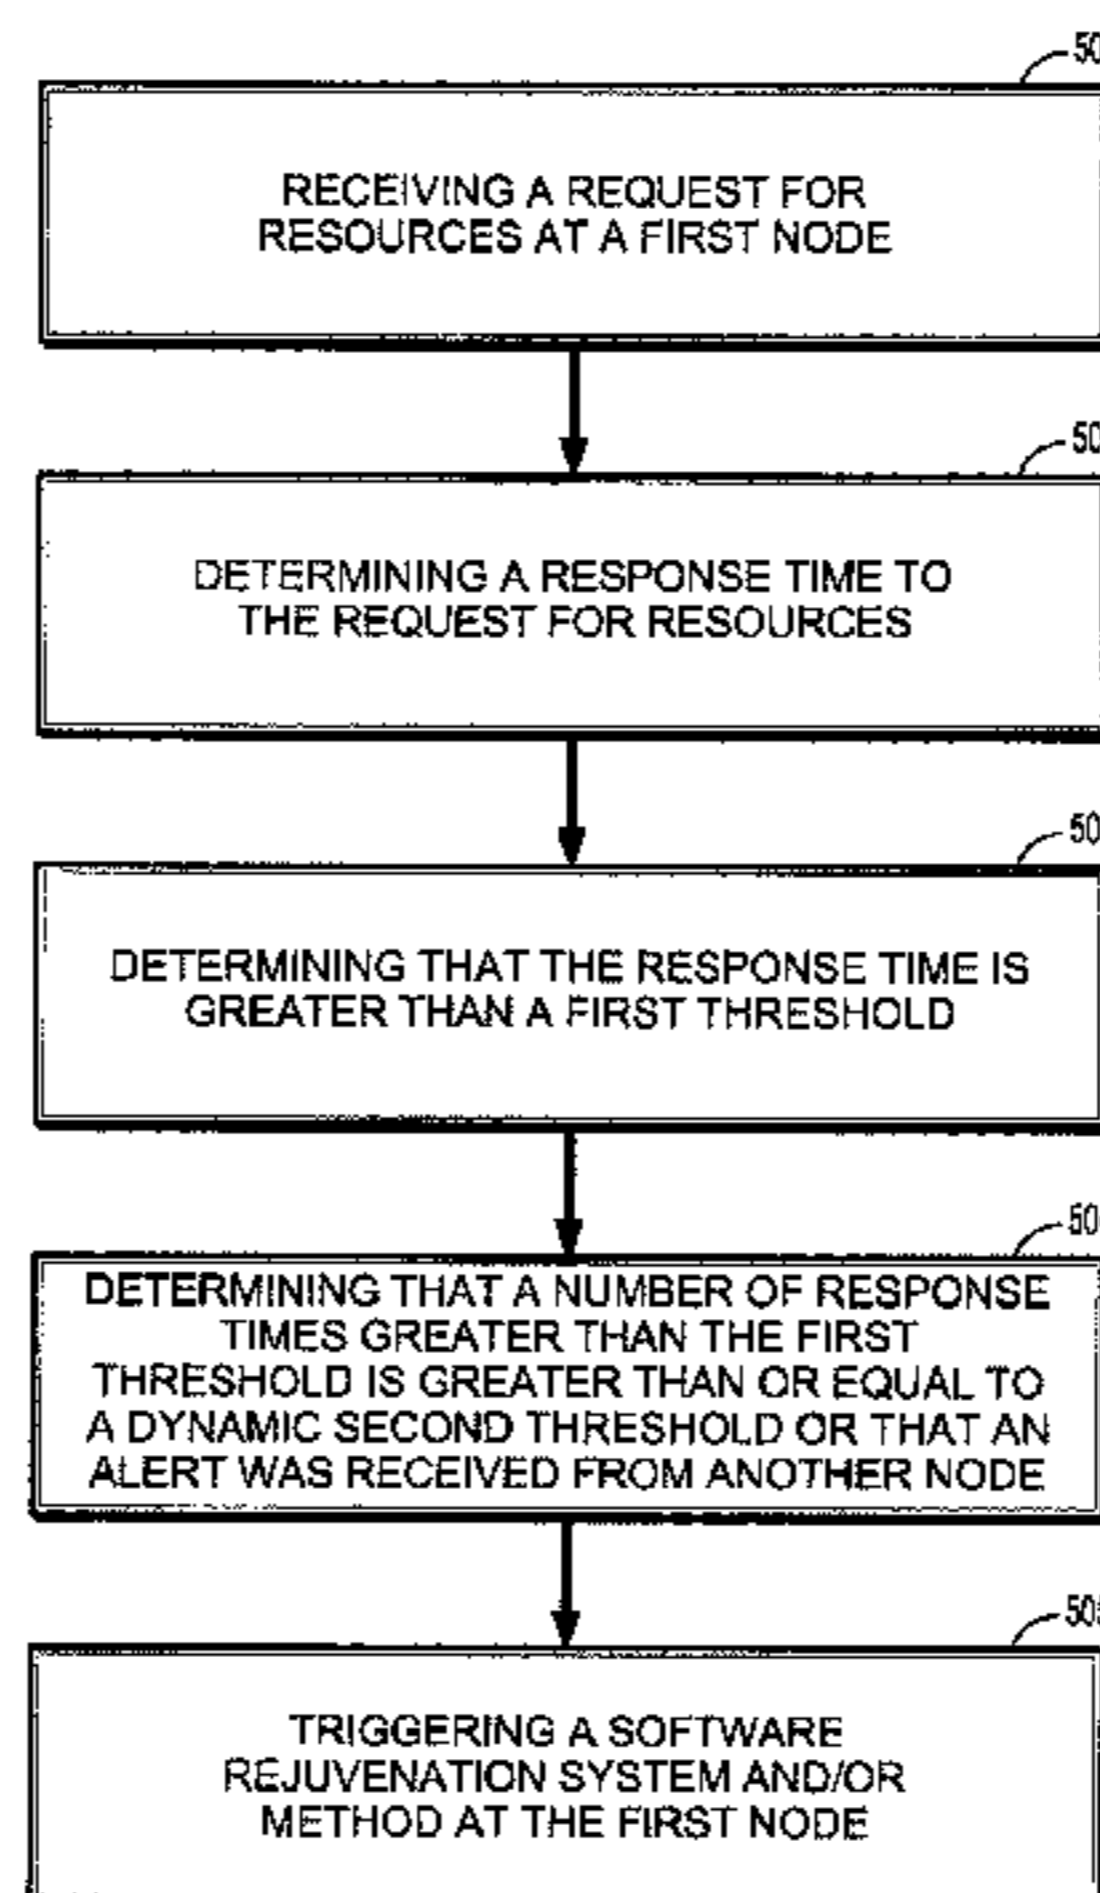 RECEIVING A REQUEST FOR
RESOURCES AT A FIRST NODE
DETERMINING A RESPONSE TIME TO
THE REQUEST FOR RESOURCES
DETERMINING THAT THE RESPONSE TIME IS
GREATER THAN A FIRST THRESHOLD
DETERMINING THAT A NUMBER OF RESPONSE
TIMES GREATER THAN THE FIRST
THRESHOLD IS GREATER THAN OR EQUAL TO
A DYNAMIC SECOND THRESHOLD OR THAT AN
ALERT WAS RECEIVED FROM ANOTHER NODE
TRIGGERING A SOFTWARE
REJUVENATION SYSTEM AND/OR
METHOD AT THE FIRST NODE